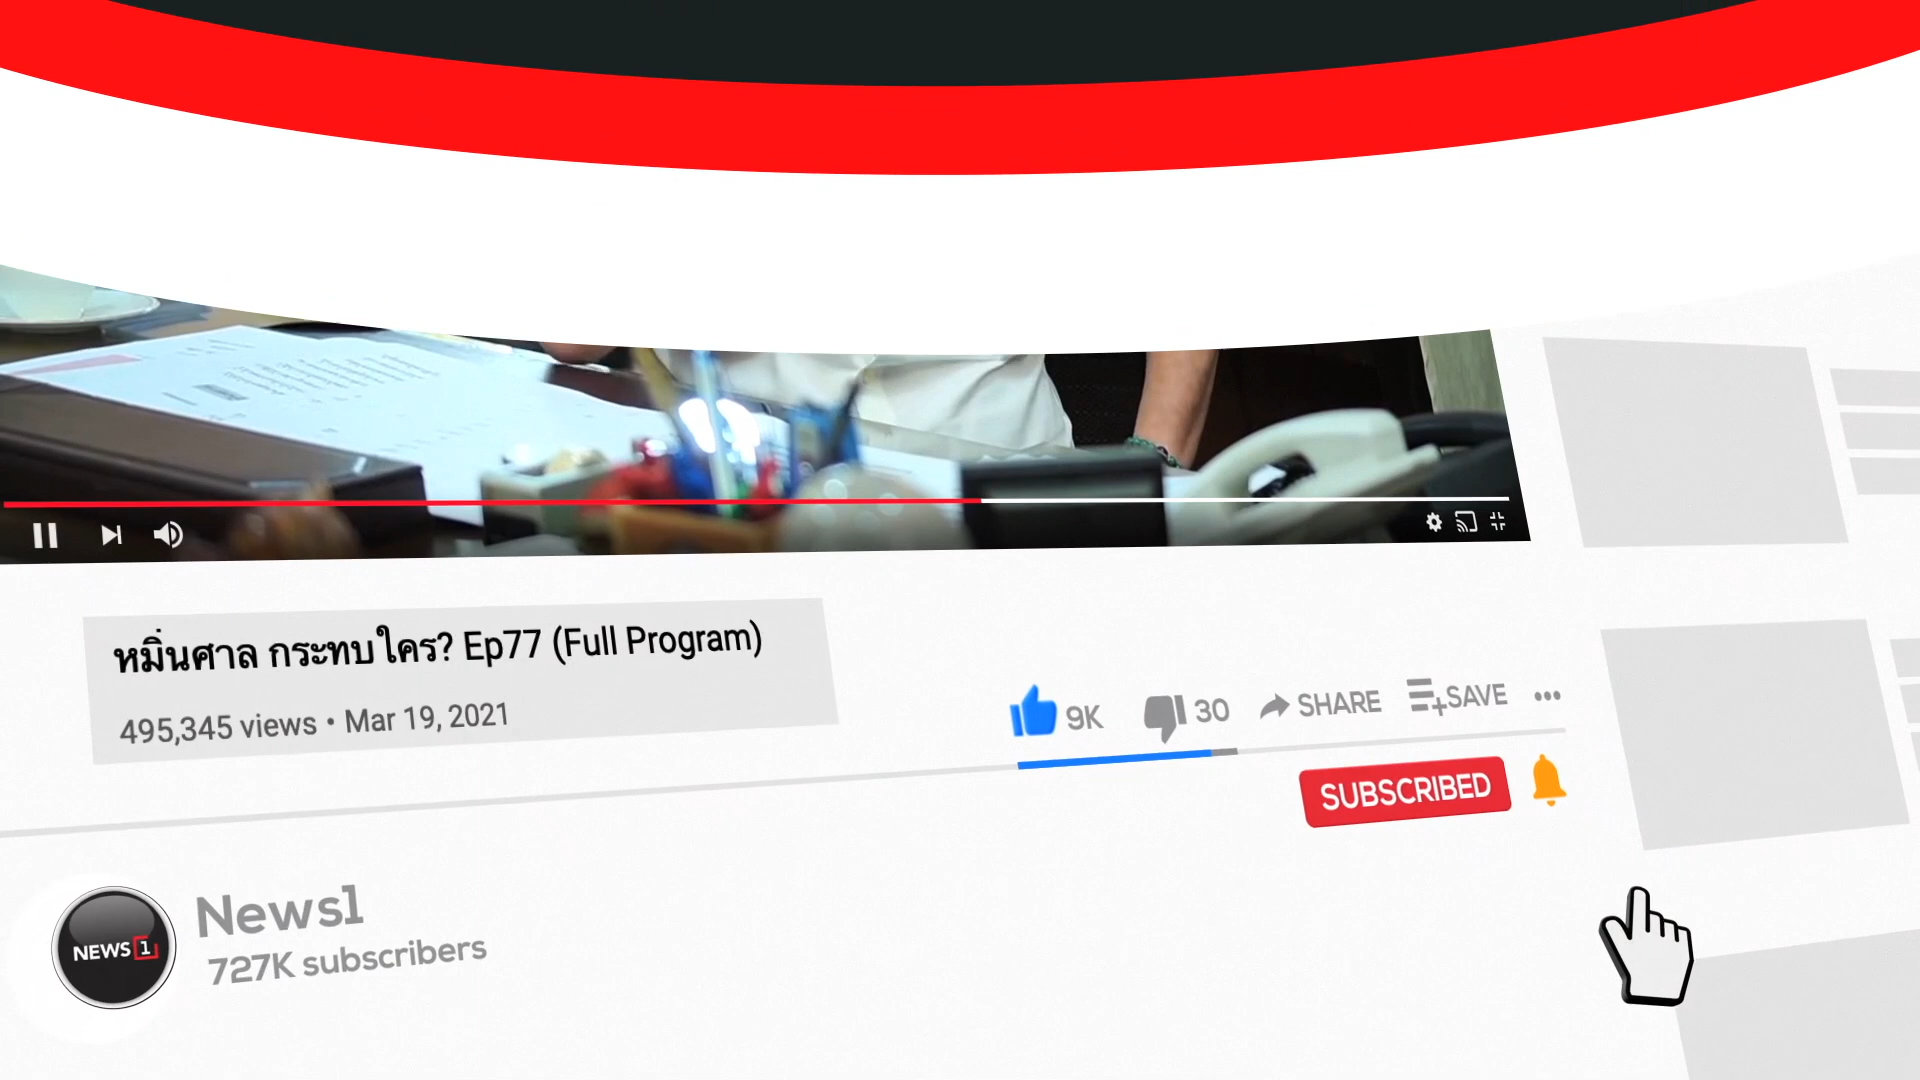 หมิ่นศาล กระทบใคร? Ep77 (Full Program)
495,345 views • Mar 19, 2021
9K 30 SHARE SAVE
SUBSCRIBED
NEWS 1
News1
727K subscribers